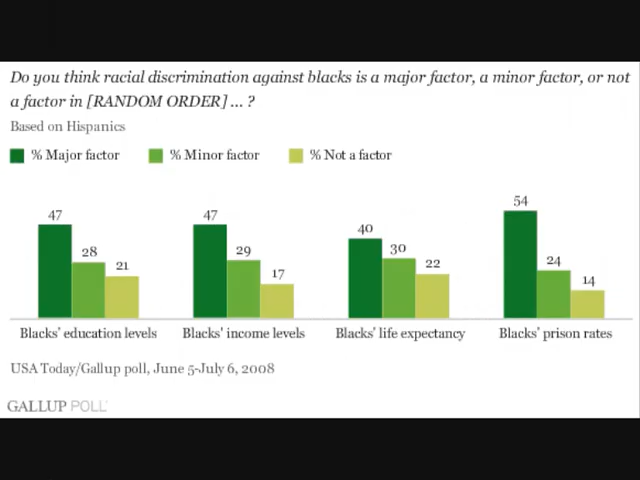 Do you think racial discrimination against blacks is a major factor, a minor factor, or not
a factor in [RANDOM ORDER] ... ?
Based on Hispanics
% Major factor % Minor factor % Not a factor
47 28 21 47 29 17 40 30 22 54 24 14
Blacks' education levels Blacks' income levels Blacks' life expectancy Blacks' prison rates
USA Today/Gallup poll, June 5-July 6, 2008
GALLUP POLL